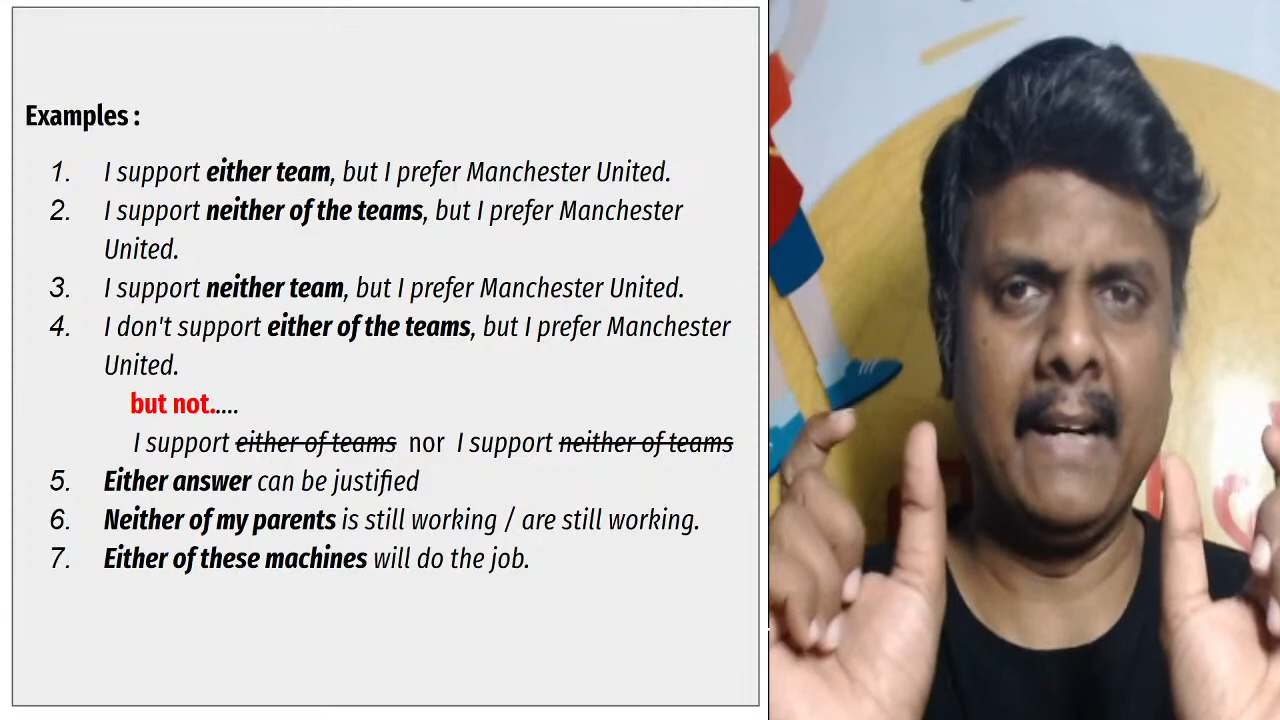 Examples :
1. I support either team, but I prefer Manchester United.
2. I support neither of the teams, but I prefer Manchester
United.
3. I support neither team, but I prefer Manchester United.
4. I don't support either of the teams, but I prefer Manchester
United.
but not.....
I support either of teams nor I support neither of teams
5. Either answer can be justified
6. Neither of my parents is still working / are still working.
7. Either of these machines will do the job.